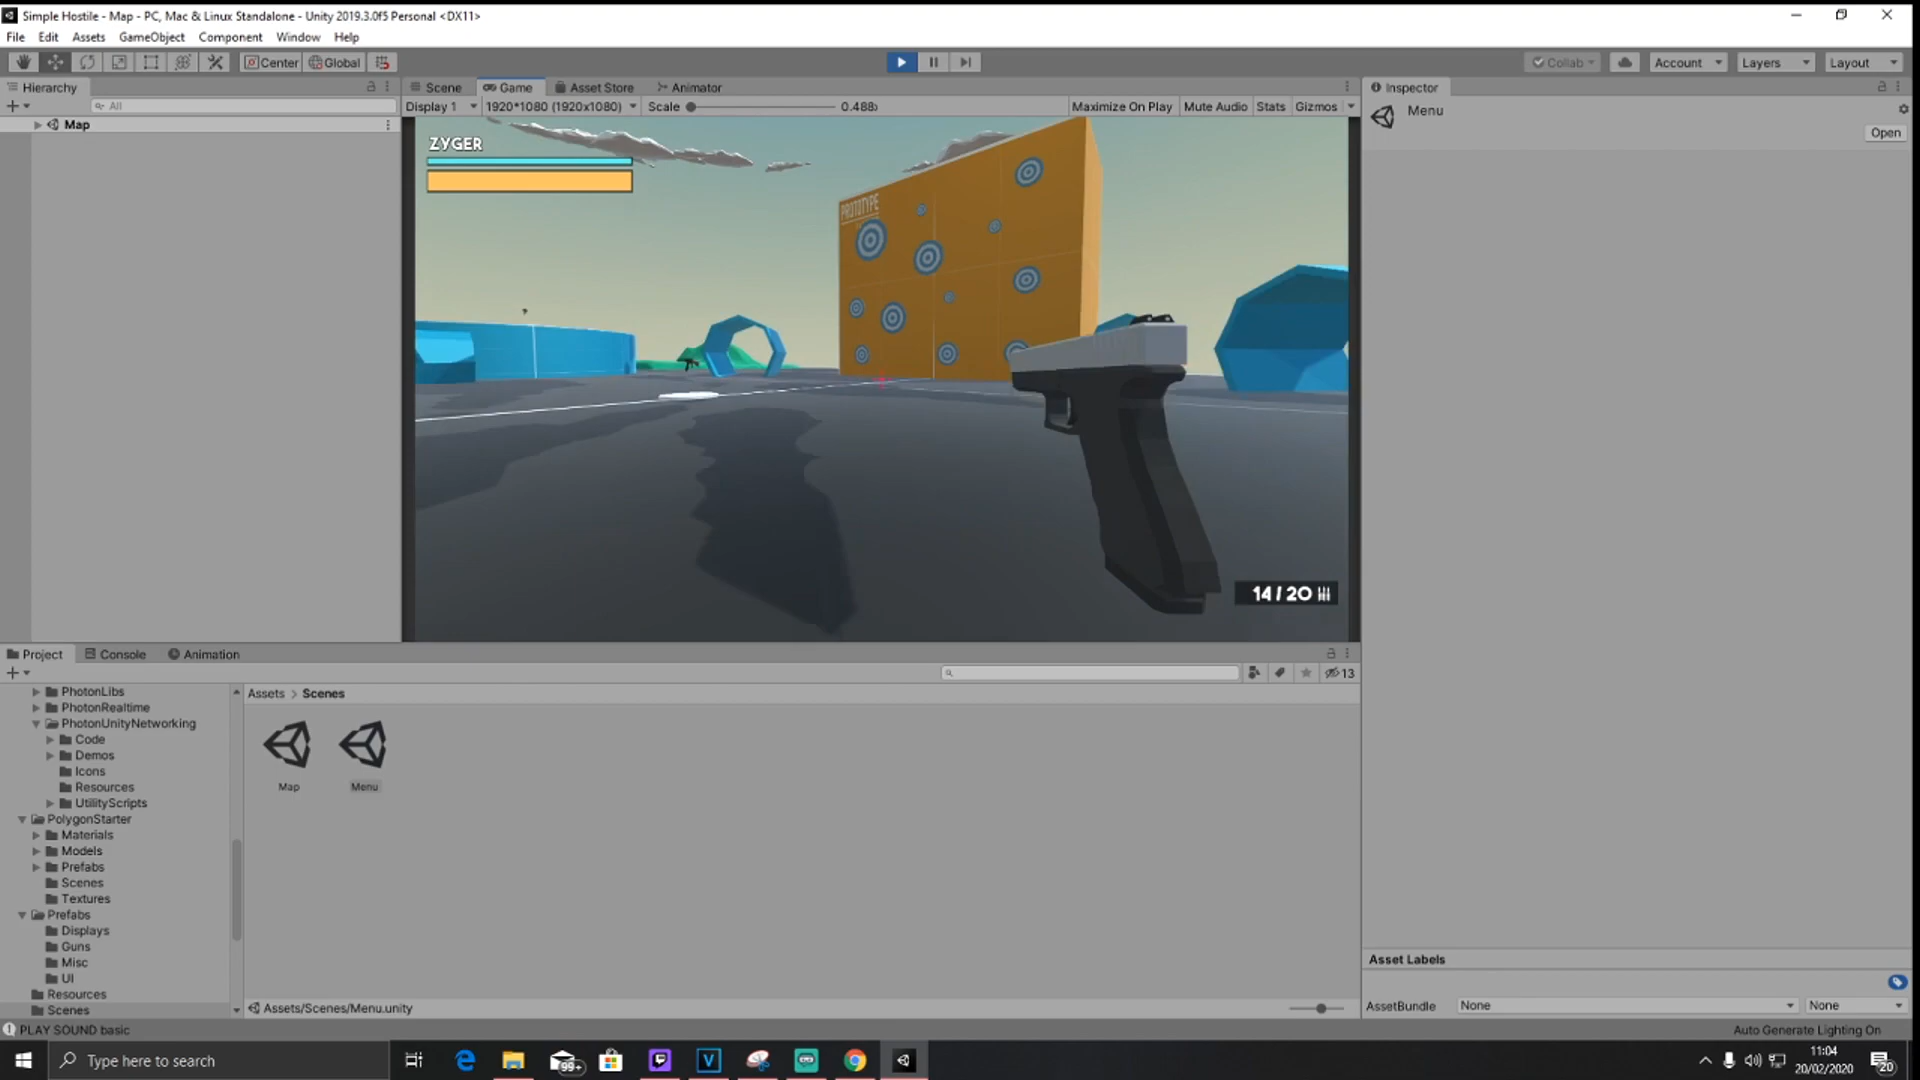 Simple Hostile - Map - PC, Mac & Linux Standalone - Unity 2019.3.0f5 Personal <DX11>
File Edit Assets GameObject Component Window Help
Center Global Collab Account Layers Layout
Hierarchy Scene Game Asset Store Animator Inspector
All Display 1 1920*1080 (1920x1080) Scale 0.488x Maximize On Play Mute Audio Stats Gizmos
Menu
Open
Map
ZYGER
PROTOTYPE
14 / 20
Project Console Animation
13
Assets > Scenes
PhotonLibs
PhotonRealtime
PhotonUnityNetworking
Code
Demos
Icons
Resources
UtilityScripts
PolygonStarter
Materials
Models
Prefabs
Scenes
Textures
Prefabs
Displays
Guns
Misc
UI
Resources
Scenes
Map Menu
Assets/Scenes/Menu.unity
Asset Labels
AssetBundle None None
PLAY SOUND basic
Auto Generate Lighting On
Type here to search
99+
V
11:04
20/02/2020
20